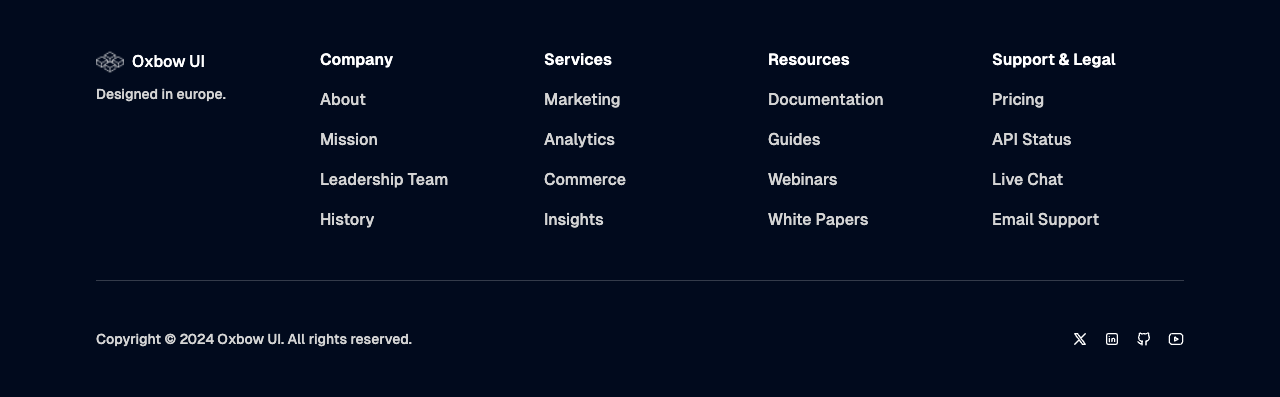 Oxbow UI
Designed in europe.
Company
About
Mission
Leadership Team
History
Services
Marketing
Analytics
Commerce
Insights
Resources
Documentation
Guides
Webinars
White Papers
Support & Legal
Pricing
API Status
Live Chat
Email Support
Copyright © 2024 Oxbow UI. All rights reserved.